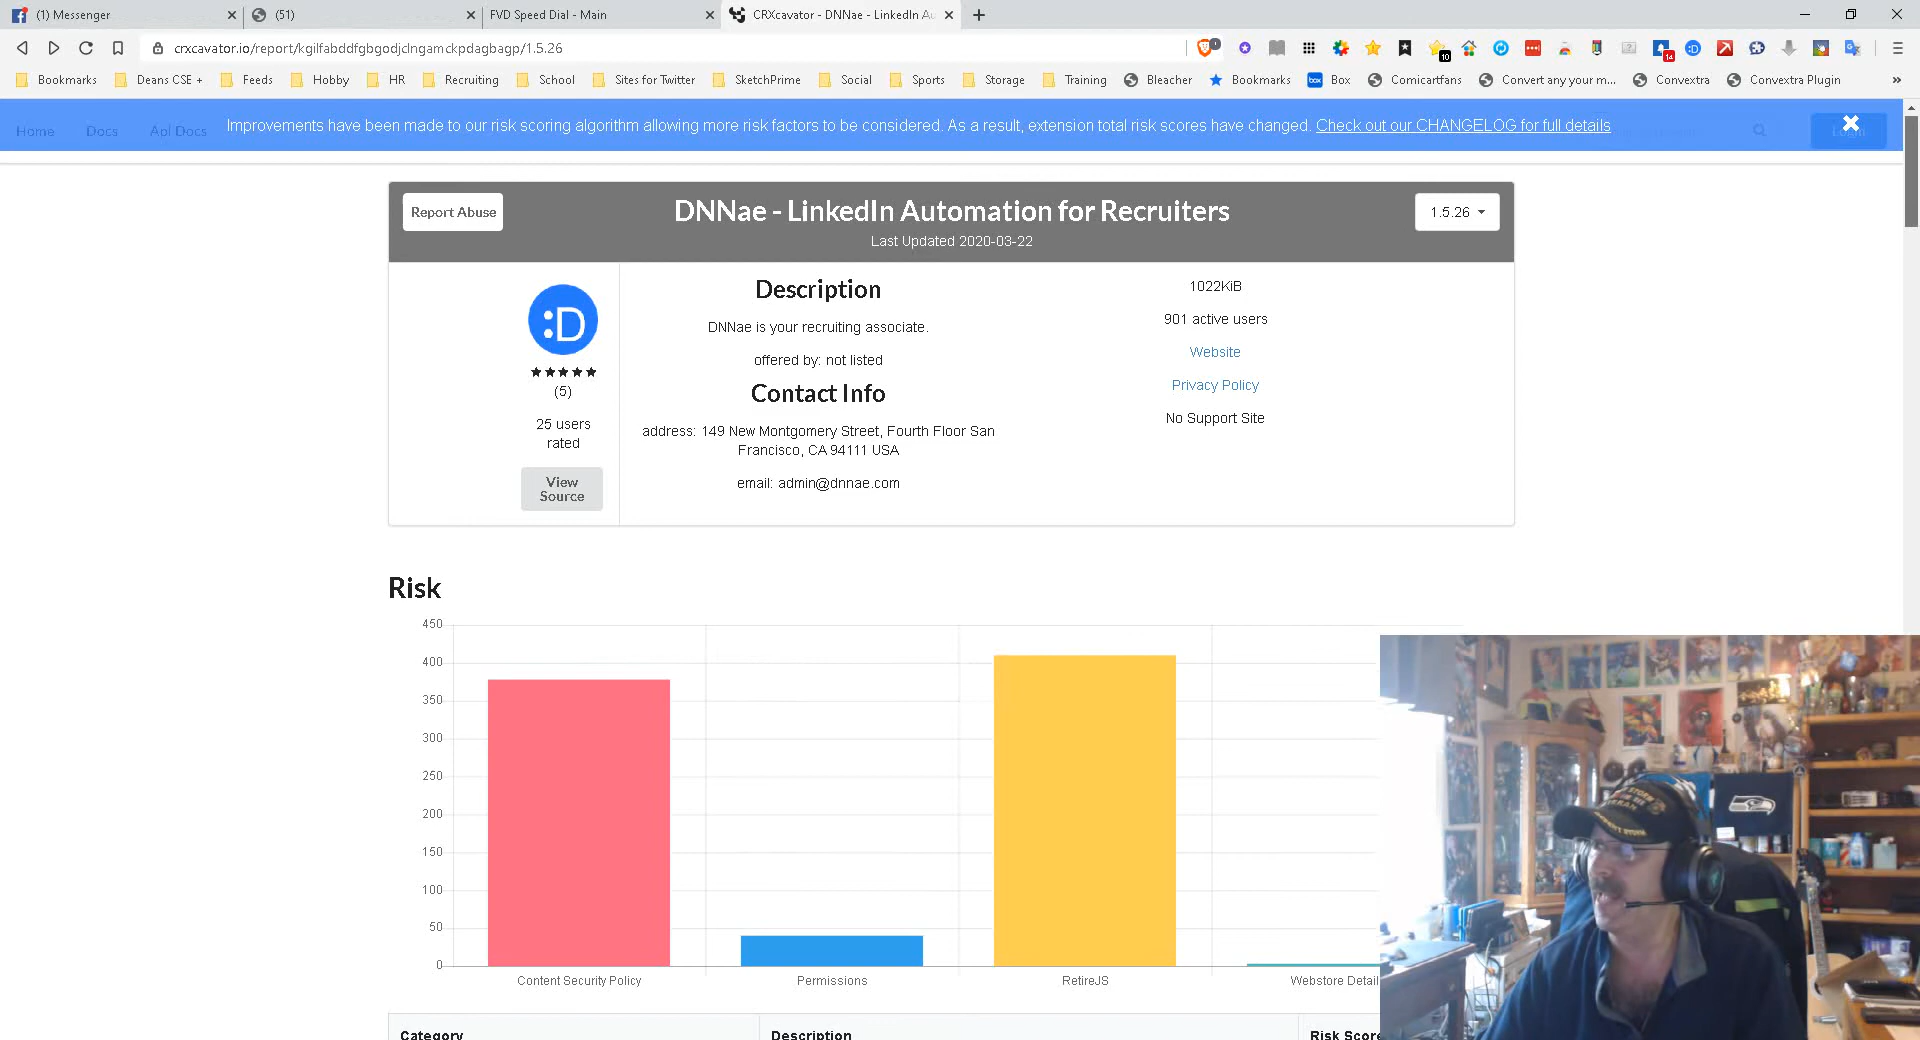 (1) Messenger
(51)
FVD Speed Dial - Main
CRXcavator - DNNae - LinkedIn Au
crxcavator.io/report/kgilfabddfgbgodjclngamckpdagbagp/1.5.26
Bookmarks
Deans CSE +
Feeds
Hobby
HR
Recruiting
School
Sites for Twitter
SketchPrime
Social
Sports
Storage
Training
Bleacher
Bookmarks
box
Box
Comicartfans
Convert any your m...
Convextra
Convextra Plugin
»
Home
Docs
Api Docs
Improvements have been made to our risk scoring algorithm allowing more risk factors to be considered. As a result, extension total risk scores have changed. Check out our CHANGELOG for full details
Report Abuse
DNNae - LinkedIn Automation for Recruiters
Last Updated 2020-03-22
1.5.26
:D
(5)
25 users
rated
View
Source
Description
DNNae is your recruiting associate.
offered by: not listed
Contact Info
address: 149 New Montgomery Street, Fourth Floor San
Francisco, CA 94111 USA
email: admin@dnnae.com
1022KiB
901 active users
Website
Privacy Policy
No Support Site
Risk
450
400
350
300
250
200
150
100
50
0
Content Security Policy
Permissions
RetireJS
Webstore Detail
Category
Description
Risk Score